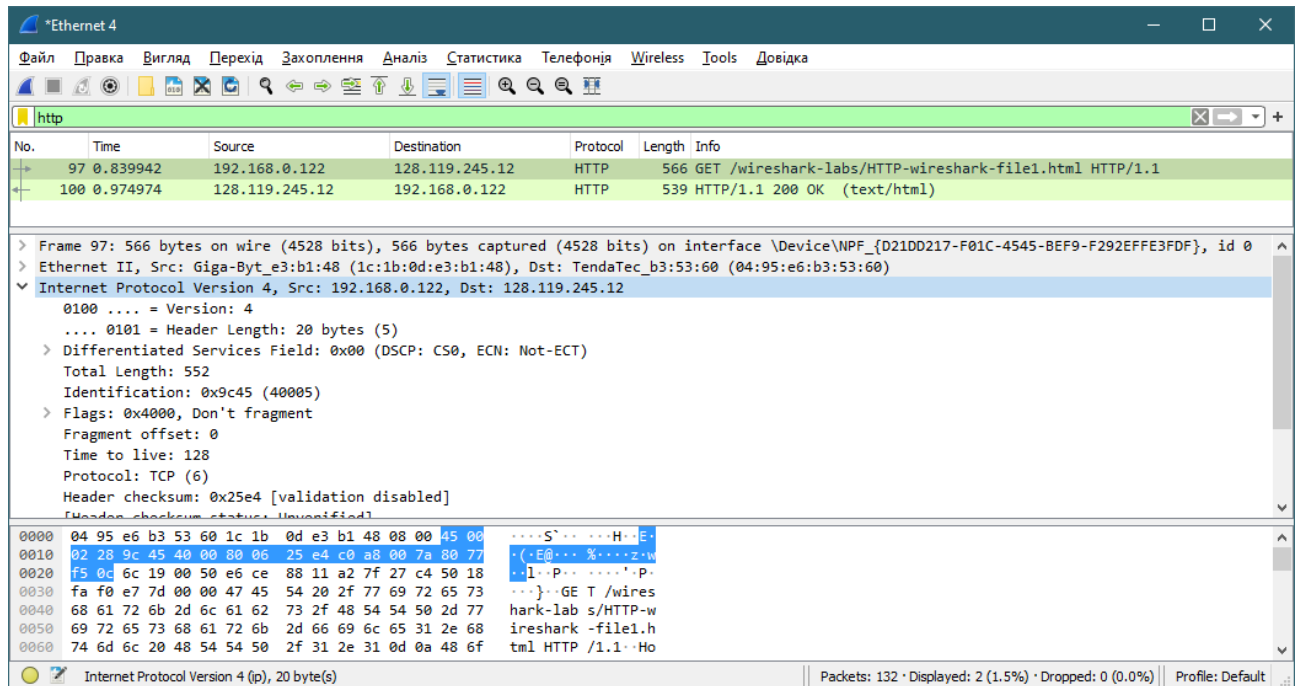 *Ethernet 4
Файл Правка Вигляд Перехід Захоплення Аналіз Статистика Телефонія Wireless Tools Довідка
http
No. Time Source Destination Protocol Length Info
97 0.839942 192.168.0.122 128.119.245.12 HTTP 566 GET /wireshark-labs/HTTP-wireshark-file1.html HTTP/1.1
100 0.974974 128.119.245.12 192.168.0.122 HTTP 539 HTTP/1.1 200 OK (text/html)
> Frame 97: 566 bytes on wire (4528 bits), 566 bytes captured (4528 bits) on interface \Device\NPF_{D21DD217-F01C-4545-BEF9-F292EFFE3FDF}, id 0
> Ethernet II, Src: Giga-Byt_e3:b1:48 (1c:1b:0d:e3:b1:48), Dst: TendaTec_b3:53:60 (04:95:e6:b3:53:60)
Internet Protocol Version 4, Src: 192.168.0.122, Dst: 128.119.245.12
0100 .... = Version: 4
.... 0101 = Header Length: 20 bytes (5)
> Differentiated Services Field: 0x00 (DSCP: CS0, ECN: Not-ECT)
Total Length: 552
Identification: 0x9c45 (40005)
> Flags: 0x4000, Don't fragment
Fragment offset: 0
Time to live: 128
Protocol: TCP (6)
Header checksum: 0x25e4 [validation disabled]
[Header checksum status: Unverified]
0000 04 95 e6 b3 53 60 1c 1b 0d e3 b1 48 08 00 45 00 ····S`·· ···H··E·
0010 02 28 9c 45 40 00 80 06 25 e4 c0 a8 00 7a 80 77 ·(·E@··· %····z·w
0020 f5 0c 6c 19 00 50 e6 ce 88 11 a2 7f 27 c4 50 18 ··l··P·· ····'·P·
0030 fa f0 e7 7d 00 00 47 45 54 20 2f 77 69 72 65 73 ···}··GE T /wires
0040 68 61 72 6b 2d 6c 61 62 73 2f 48 54 54 50 2d 77 hark-lab s/HTTP-w
0050 69 72 65 73 68 61 72 6b 2d 66 69 6c 65 31 2e 68 ireshark -file1.h
0060 74 6d 6c 20 48 54 54 50 2f 31 2e 31 0d 0a 48 6f tml HTTP /1.1··Ho
Internet Protocol Version 4 (ip), 20 byte(s) Packets: 132 · Displayed: 2 (1.5%) · Dropped: 0 (0.0%) Profile: Default